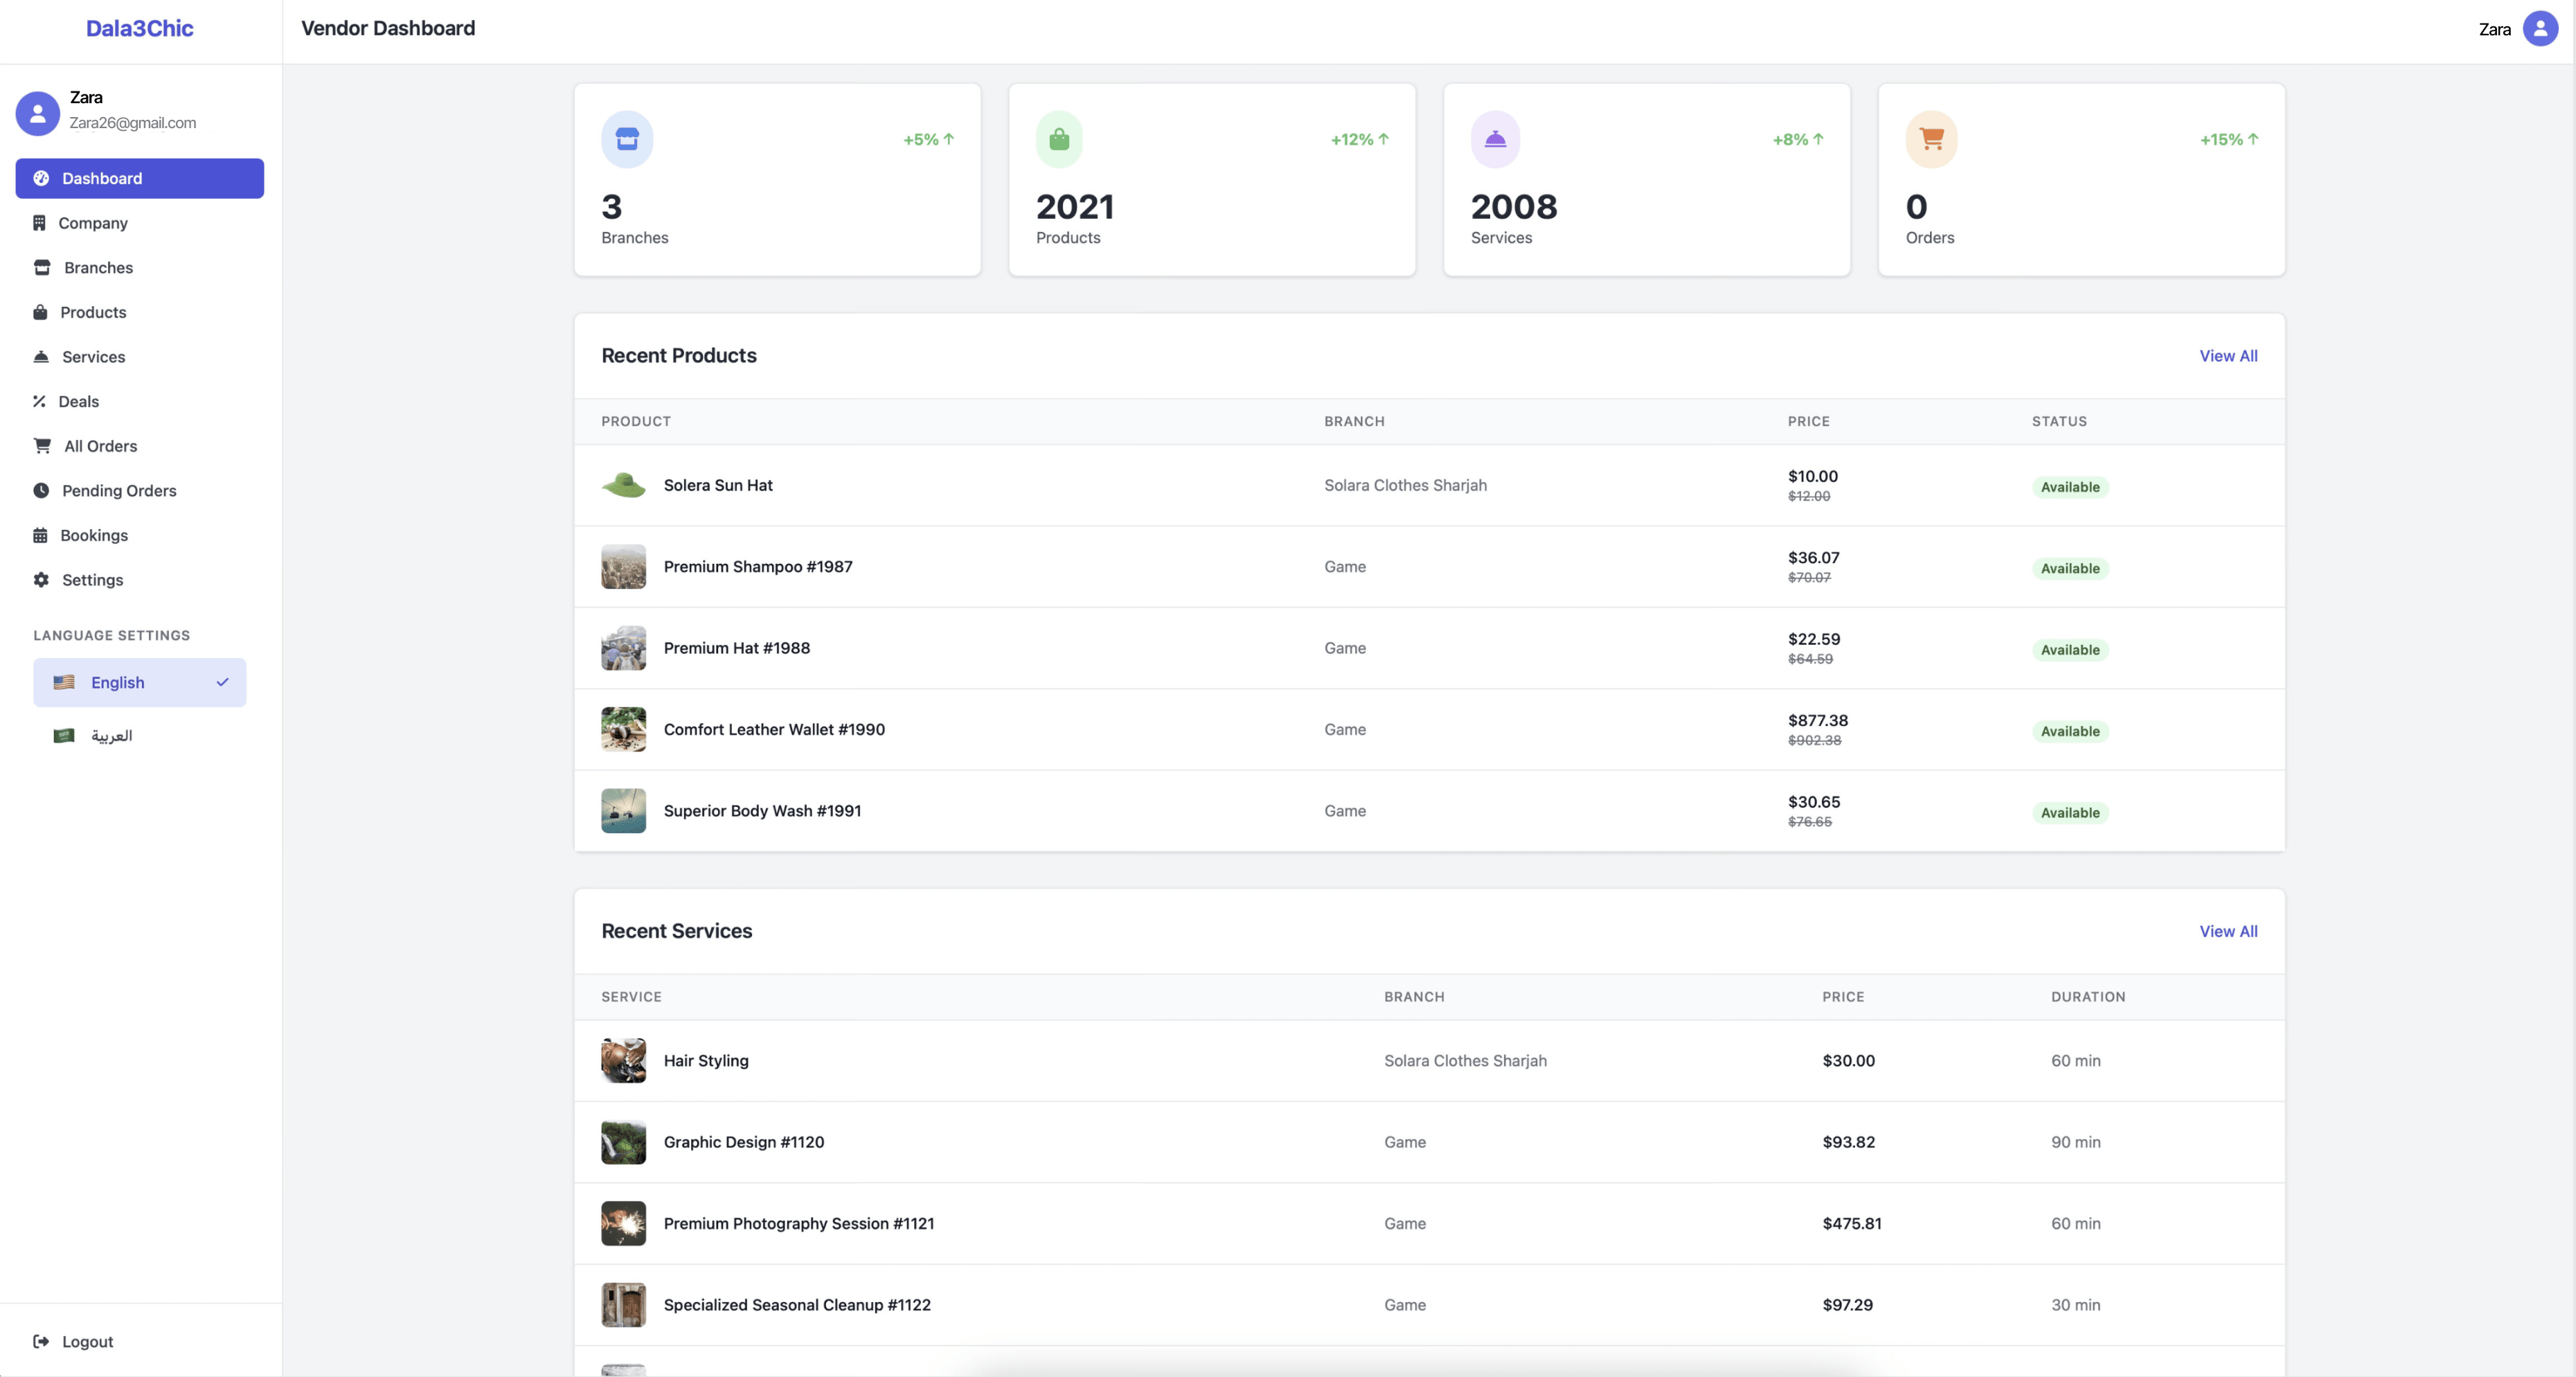 Dala3Chic
Vendor Dashboard
Zara
Zara
Zara26@gmail.com
Dashboard
Company
Branches
Products
Services
Deals
All Orders
Pending Orders
Bookings
Settings
LANGUAGE SETTINGS
English
العربية
Logout
+5%
3
Branches
+12%
2021
Products
+8%
2008
Services
+15%
0
Orders
Recent Products
View All
PRODUCT BRANCH PRICE STATUS
Solera Sun Hat Solara Clothes Sharjah $10.00 Available
$12.00
Premium Shampoo #1987 Game $36.07 Available
$70.07
Premium Hat #1988 Game $22.59 Available
$64.59
Comfort Leather Wallet #1990 Game $877.38 Available
$902.38
Superior Body Wash #1991 Game $30.65 Available
$76.65
Recent Services
View All
SERVICE BRANCH PRICE DURATION
Hair Styling Solara Clothes Sharjah $30.00 60 min
Graphic Design #1120 Game $93.82 90 min
Premium Photography Session #1121 Game $475.81 60 min
Specialized Seasonal Cleanup #1122 Game $97.29 30 min